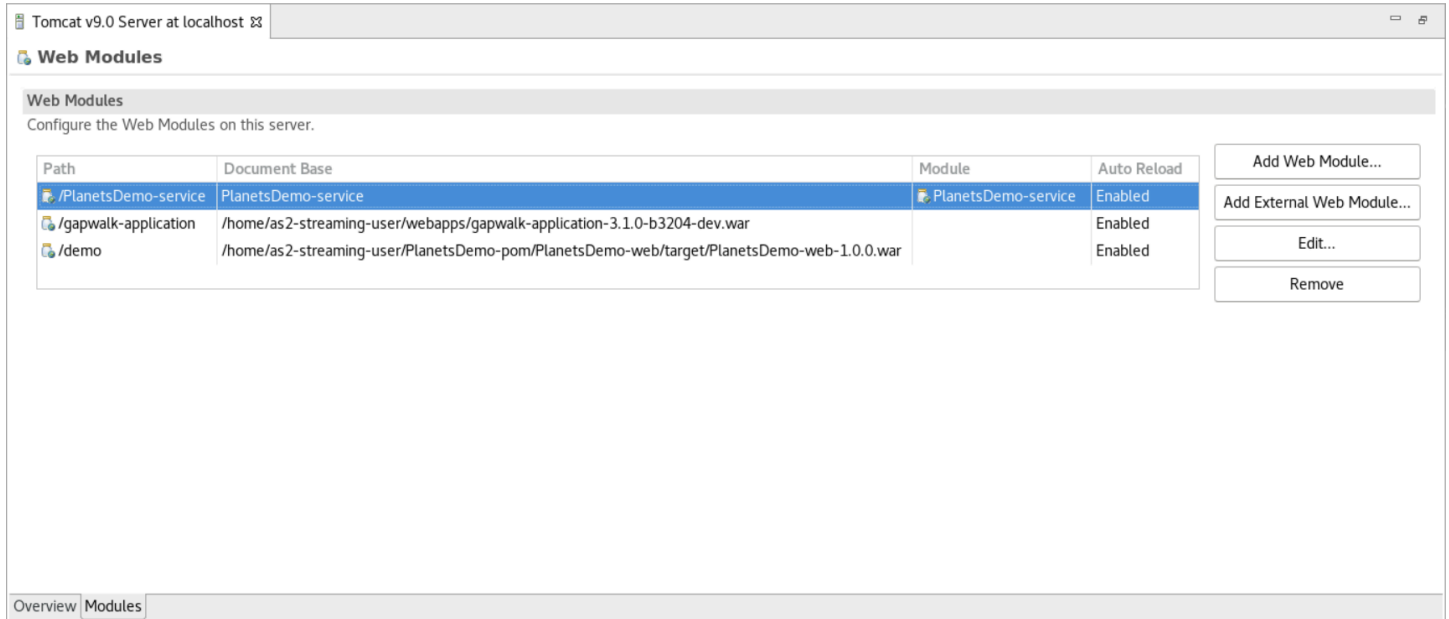 Tomcat v9.0 Server at localhost
Web Modules
Web Modules
Configure the Web Modules on this server.
Path Document Base Module Auto Reload
/PlanetsDemo-service PlanetsDemo-service PlanetsDemo-service Enabled
/gapwalk-application /home/as2-streaming-user/webapps/gapwalk-application-3.1.0-b3204-dev.war Enabled
/demo /home/as2-streaming-user/PlanetsDemo-pom/PlanetsDemo-web/target/PlanetsDemo-web-1.0.0.war Enabled
Add Web Module...
Add External Web Module...
Edit...
Remove
Overview Modules